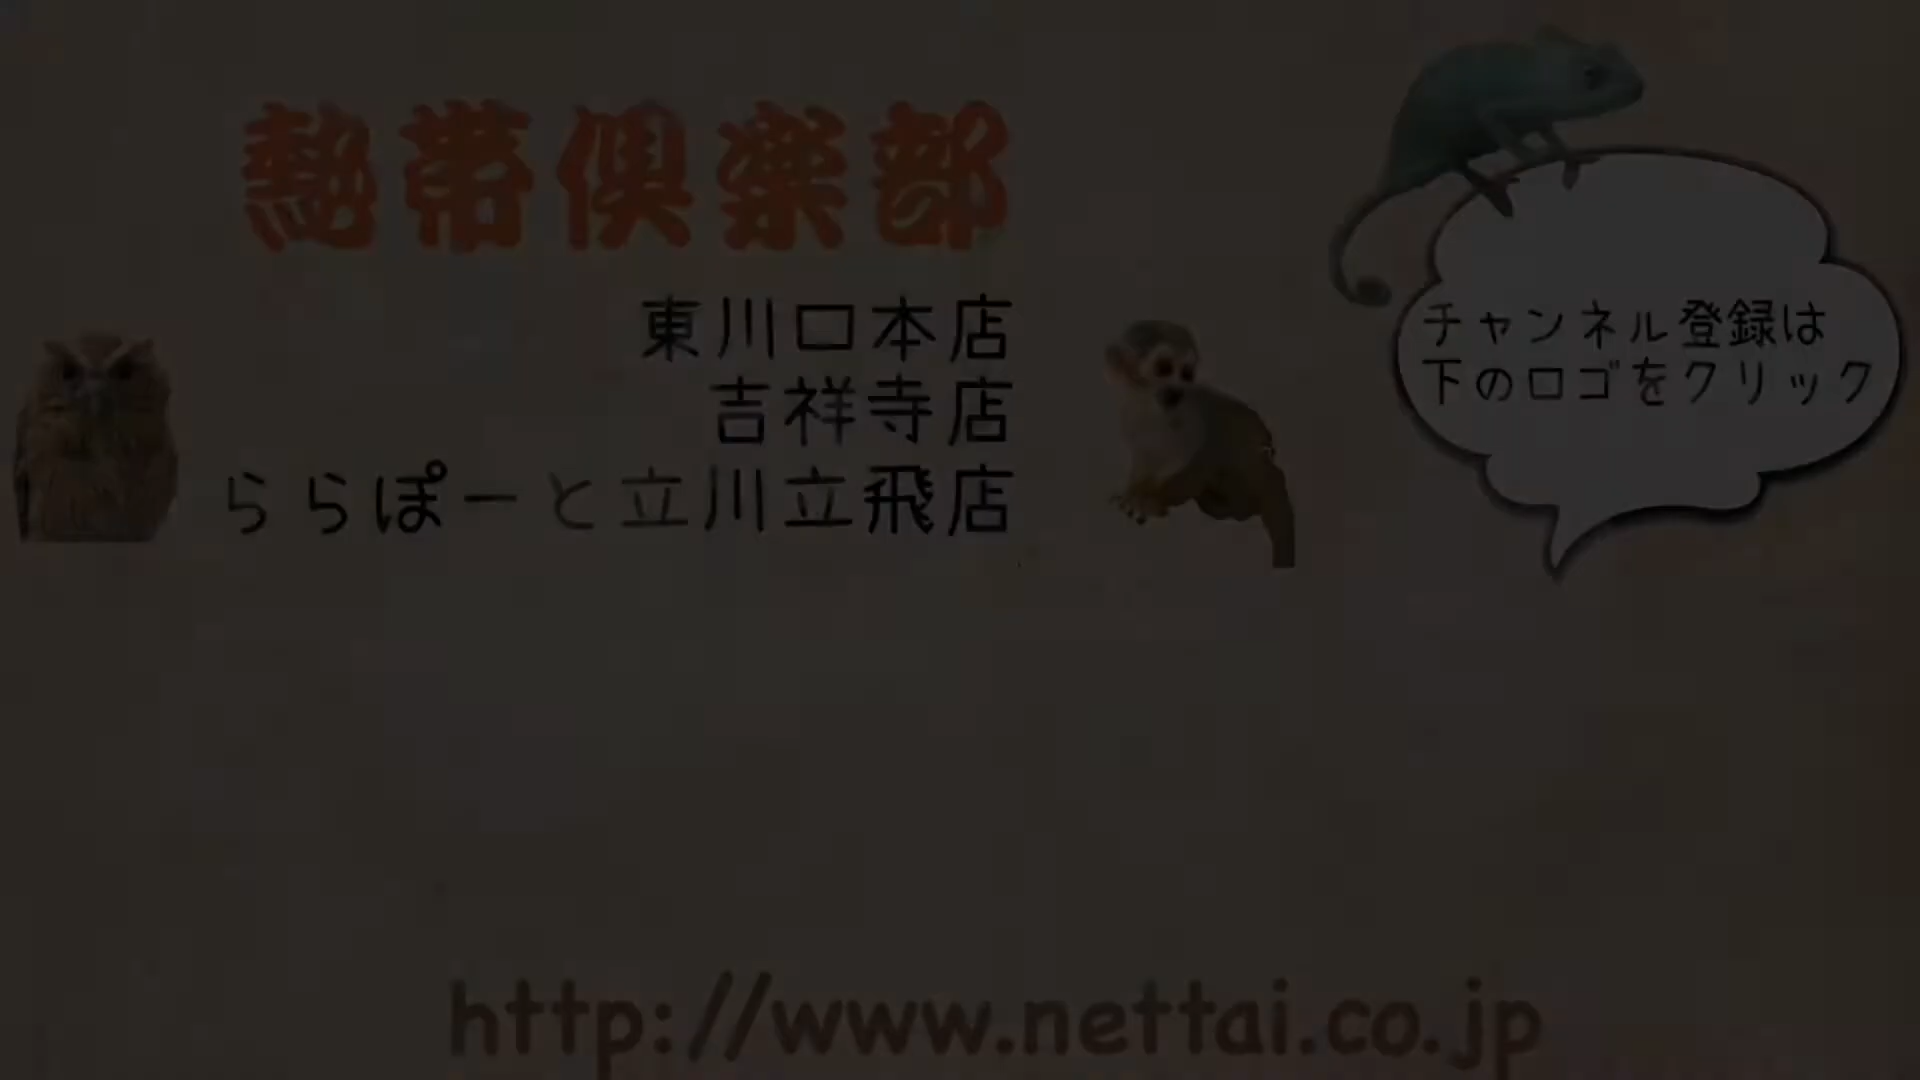 熱帯倶楽部
東川口本店
吉祥寺店
ららぽーと立川立飛店
チャンネル登録は
下のロゴをクリック
http://www.nettai.co.jp